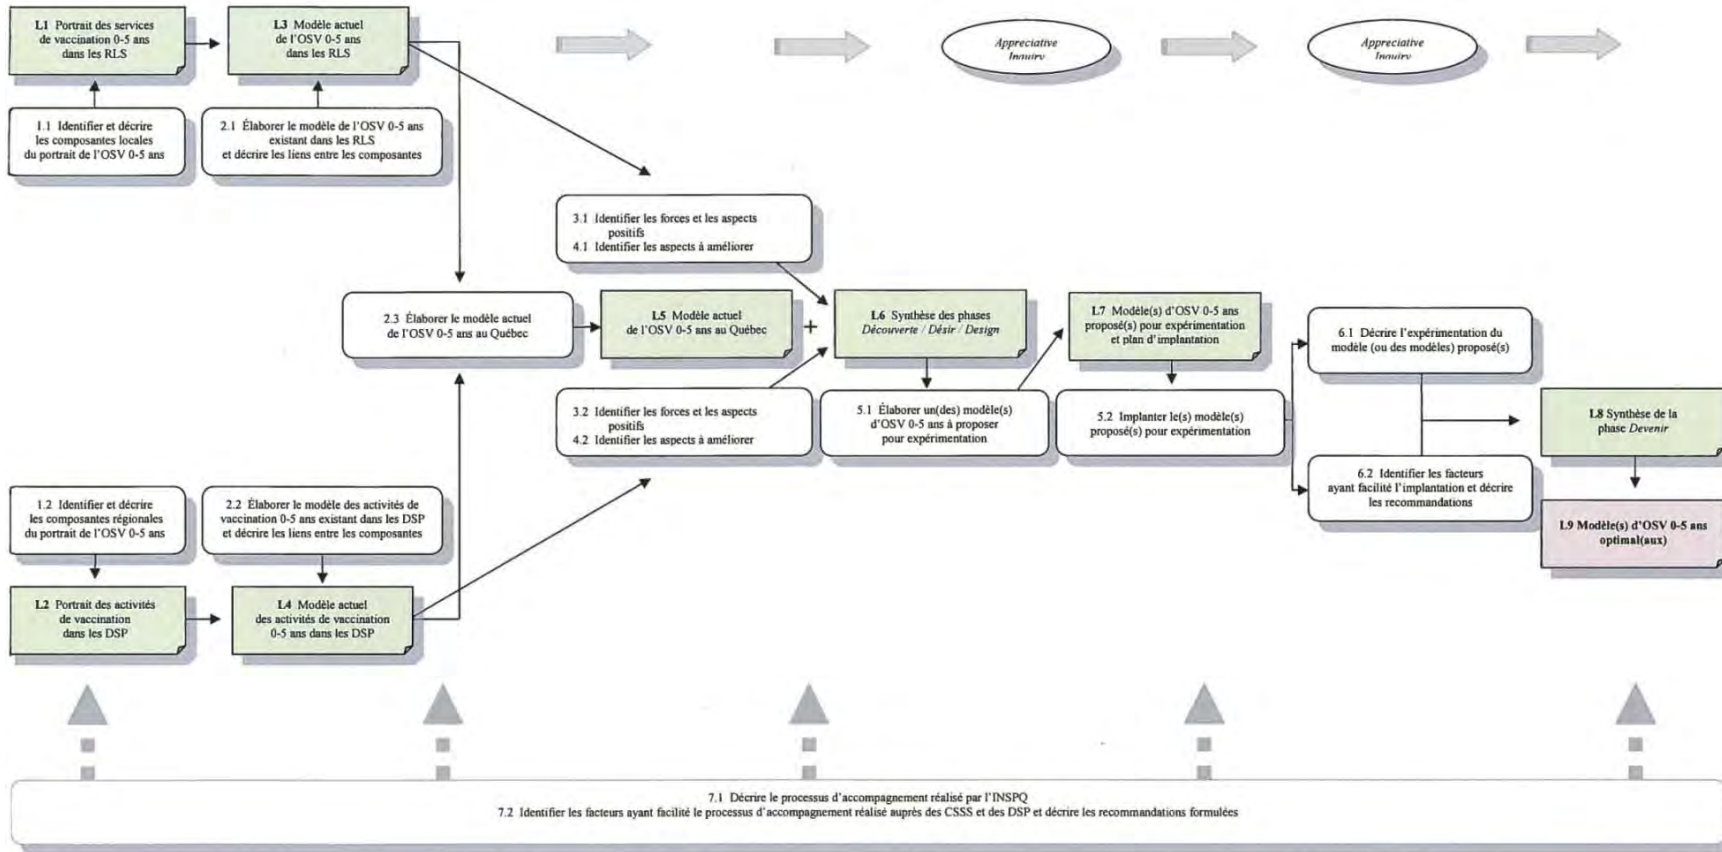 L1 Portrait des services
de vaccination 0-5 ans
dans les RLS
L3 Modèle actuel
de l'OSV 0-5 ans
dans les RLS
Appreciative
Inquiry
Appreciative
Inquiry
1.1 Identifier et décrire
les composantes locales
du portrait de l'OSV 0-5 ans
2.1 Élaborer le modèle de l'OSV 0-5 ans
existant dans les RLS
et décrire les liens entre les composantes
3.1 Identifier les forces et les aspects
positifs
4.1 Identifier les aspects à améliorer
2.3 Élaborer le modèle actuel
de l'OSV 0-5 ans au Québec
L5 Modèle actuel
de l'OSV 0-5 ans au Québec
+
L6 Synthèse des phases
Découverte / Désir / Design
L7 Modèle(s) d'OSV 0-5 ans
proposé(s) pour expérimentation
et plan d'implantation
6.1 Décrire l'expérimentation du
modèle (ou des modèles) proposé(s)
3.2 Identifier les forces et les aspects
positifs
4.2 Identifier les aspects à améliorer
5.1 Élaborer un(des) modèle(s)
d'OSV 0-5 ans à proposer
pour expérimentation
5.2 Implanter le(s) modèle(s)
proposé(s) pour expérimentation
L8 Synthèse de la
phase Devenir
6.2 Identifier les facteurs
ayant facilité l'implantation et décrire
les recommandations
1.2 Identifier et décrire
les composantes régionales
du portrait de l'OSV 0-5 ans
2.2 Élaborer le modèle des activités de
vaccination 0-5 ans existant dans les DSP
et décrire les liens entre les composantes
L9 Modèle(s) d'OSV 0-5 ans
optimal(aux)
L2 Portrait des activités
de vaccination
dans les DSP
L4 Modèle actuel
des activités de vaccination
0-5 ans dans les DSP
7.1 Décrire le processus d'accompagnement réalisé par l'INSPQ
7.2 Identifier les facteurs ayant facilité le processus d'accompagnement réalisé auprès des CSSS et des DSP et décrire les recommandations formulées